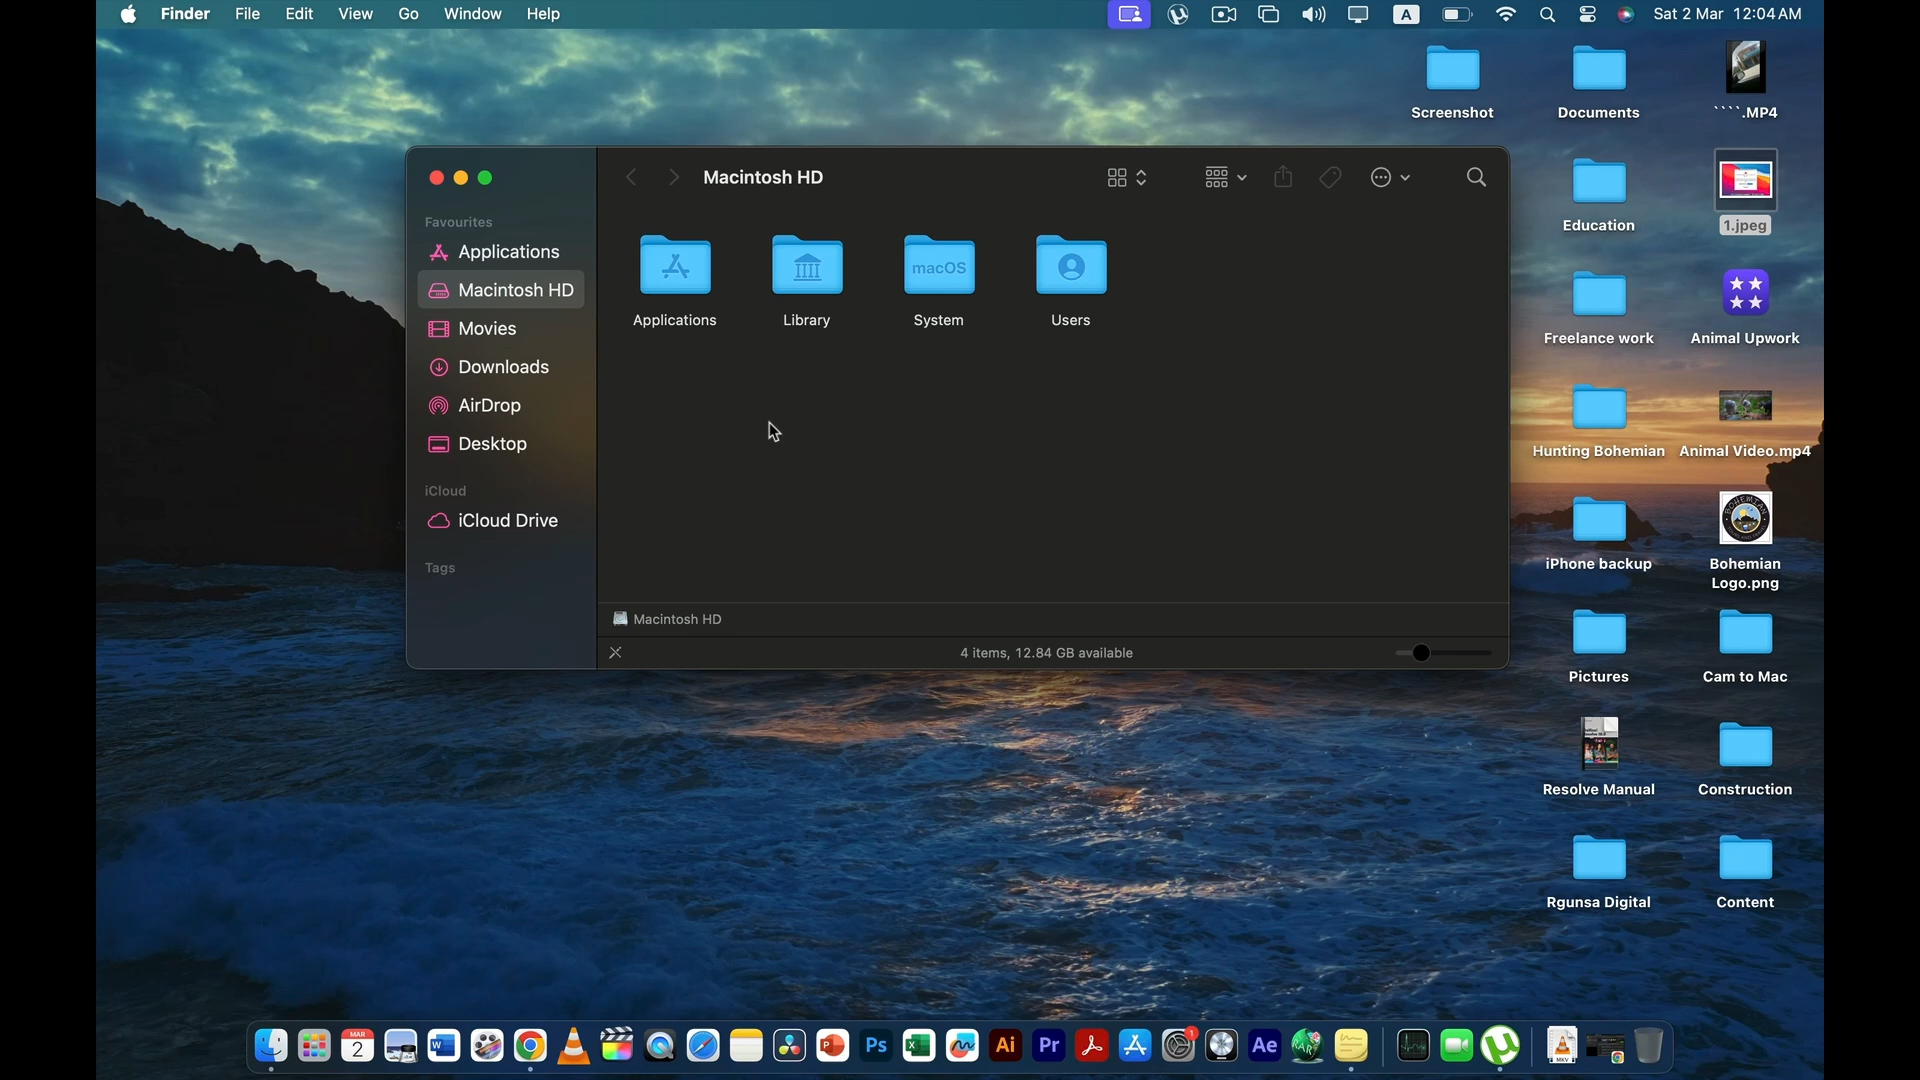 Finder File Edit View Go Window Help
A
Sat 2 Mar 12:04 AM
Screenshot
Documents
````.MP4
Education
1.jpeg
Freelance work
Animal Upwork
Hunting Bohemian
Animal Video.mp4
iPhone backup
Bohemian
Logo.png
Pictures
Cam to Mac
Resolve Manual
Construction
Rgunsa Digital
Content
Macintosh HD
Favourites
Applications
Macintosh HD
Movies
Downloads
AirDrop
Desktop
iCloud
iCloud Drive
Tags
macOS
Applications
Library
System
Users
Macintosh HD
4 items, 12.84 GB available
MAR
2
W
P
Ps
X
Ai
Pr
1
Ae
MKV